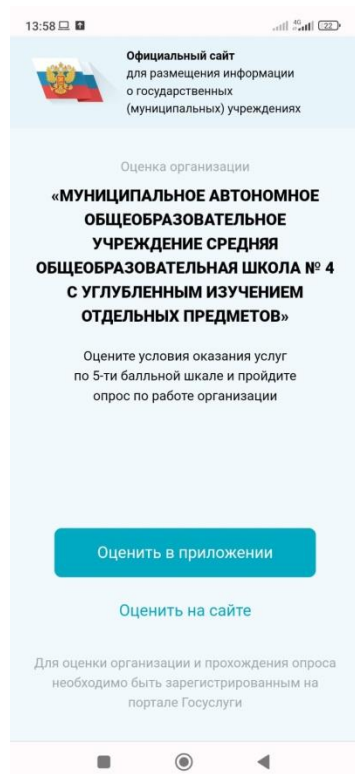 13:58
4G
22
Официальный сайт
для размещения информации
о государственных
(муниципальных) учреждениях
Оценка организации
«МУНИЦИПАЛЬНОЕ АВТОНОМНОЕ
ОБЩЕОБРАЗОВАТЕЛЬНОЕ
УЧРЕЖДЕНИЕ СРЕДНЯЯ
ОБЩЕОБРАЗОВАТЕЛЬНАЯ ШКОЛА № 4
С УГЛУБЛЕННЫМ ИЗУЧЕНИЕМ
ОТДЕЛЬНЫХ ПРЕДМЕТОВ»
Оцените условия оказания услуг
по 5-ти балльной шкале и пройдите
опрос по работе организации
Оценить в приложении
Оценить на сайте
Для оценки организации и прохождения опроса
необходимо быть зарегистрированным на
портале Госуслуги